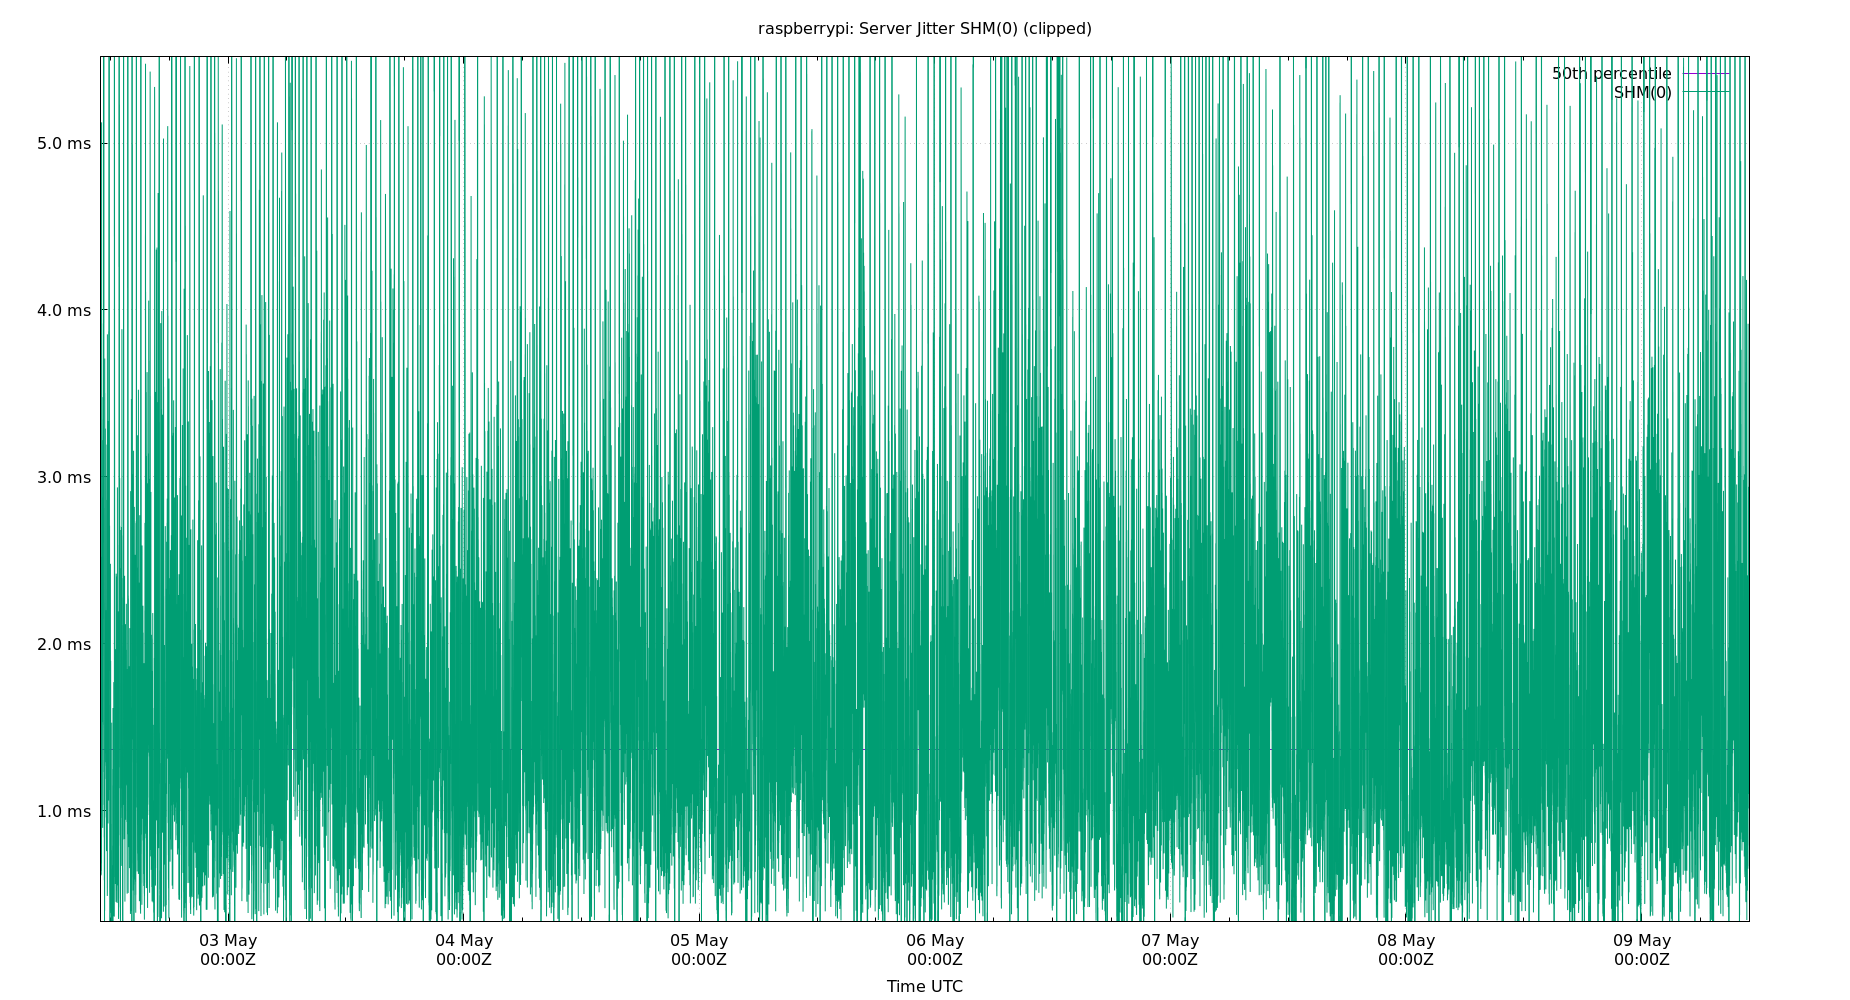 raspberrypi: Server Jitter SHM(0) (clipped)
50th percentile
SHM(0)
5.0 ms
4.0 ms
3.0 ms
2.0 ms
1.0 ms
03 May 04 May 05 May 06 May 07 May 08 May 09 May
00:00Z 00:00Z 00:00Z 00:00Z 00:00Z 00:00Z 00:00Z
Time UTC